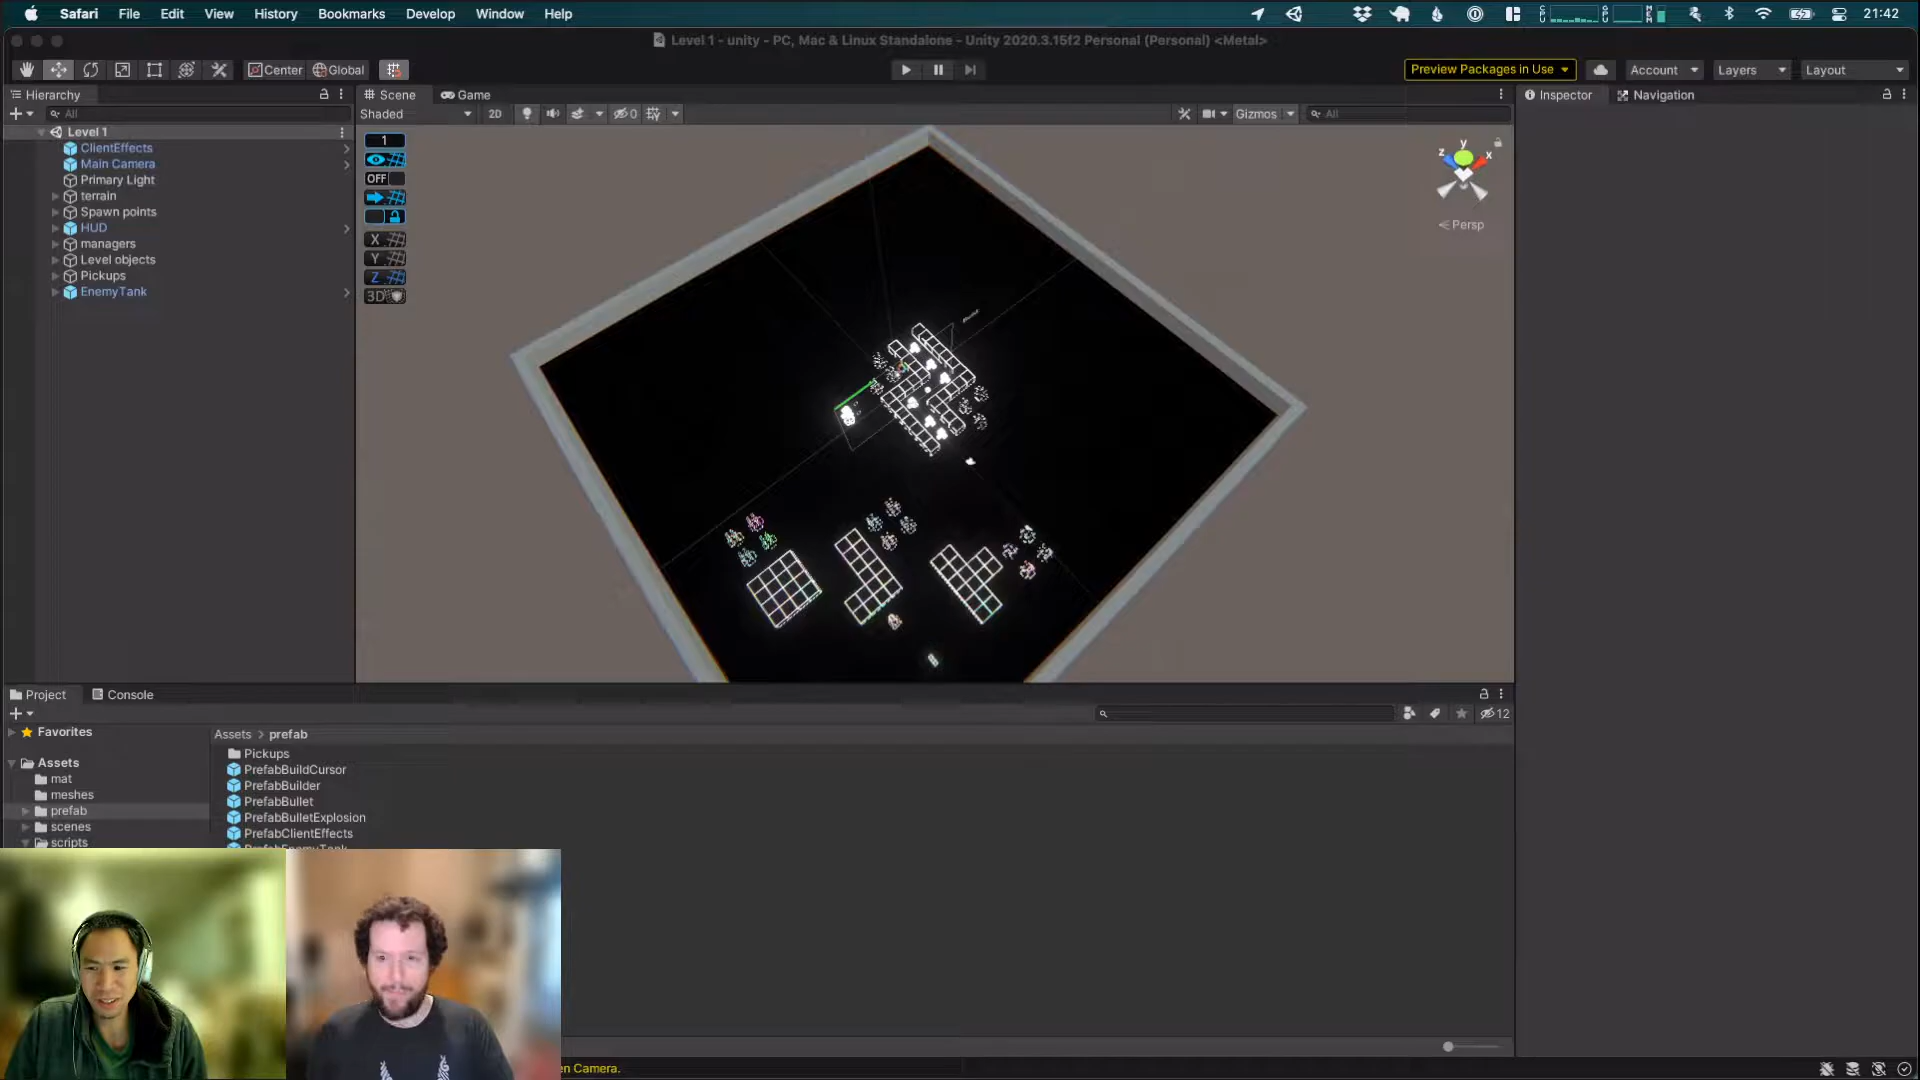 Safari File Edit View History Bookmarks Develop Window Help 21:42
Level 1 - unity - PC, Mac & Linux Standalone - Unity 2020.3.15f2 Personal (Personal) <Metal>
Center Global Preview Packages in Use Account Layers Layout
Hierarchy
All
Level 1
ClientEffects
Main Camera
Primary Light
terrain
Spawn points
HUD
managers
Level objects
Pickups
EnemyTank
Scene Game
Shaded 2D 0 Gizmos All
1
OFF
X
Y
Z
3D
y
z x
Persp
Inspector Navigation
Project Console
12
Favorites
Assets
mat
meshes
prefab
scenes
scripts
Assets > prefab
Pickups
PrefabBuildCursor
PrefabBuilder
PrefabBullet
PrefabBulletExplosion
PrefabClientEffects
PrefabEnemyTank
en Camera.